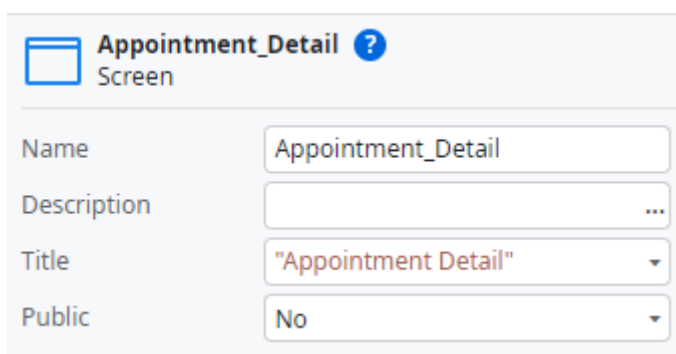 Appointment_Detail ?
Screen
Name Appointment_Detail
Description ...
Title "Appointment Detail"
Public No